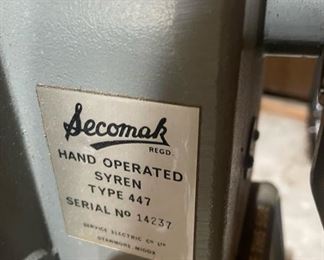 Secomak
REGD.
HAND OPERATED
SYREN
TYPE 447
SERIAL No 14237
SERVICE ELECTRIC Co LTD
STANMORE. MIDDX